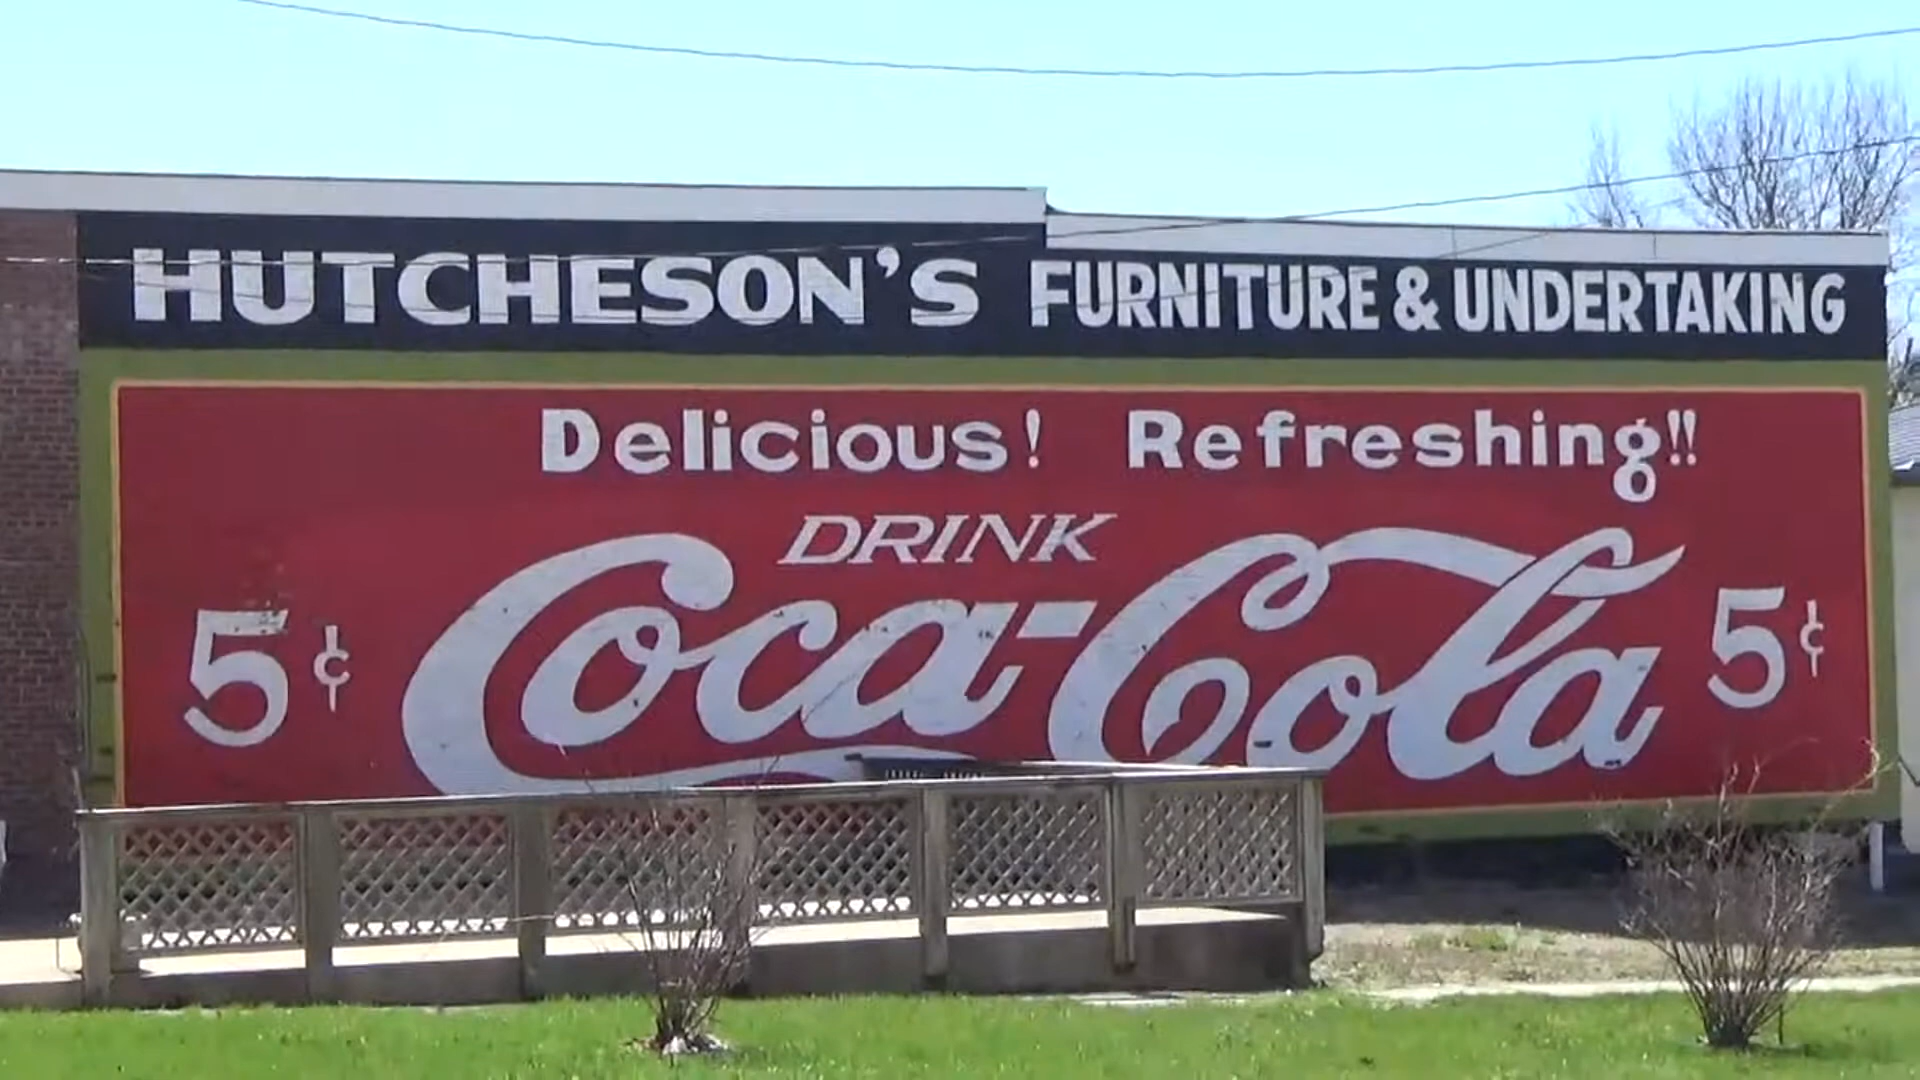 HUTCHESON'S FURNITURE & UNDERTAKING
Delicious! Refreshing!!
DRINK
5¢ Coca-Cola 5¢